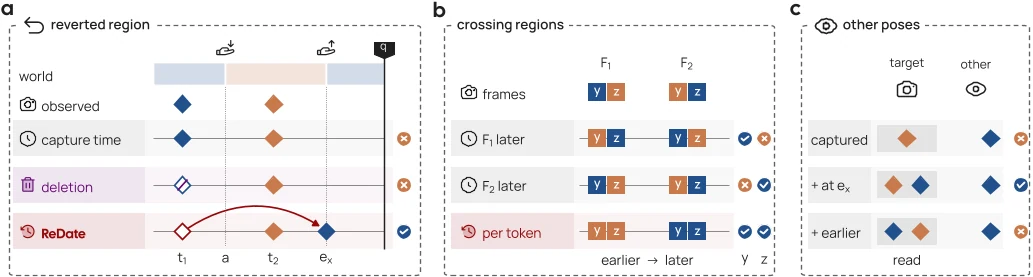 a
reverted region
q
world
observed
capture time
deletion
ReDate
t₁ a t₂ eₓ
b
crossing regions
F₁ F₂
frames
y z y z
F₁ later
y z y z
F₂ later
y z y z
per token
y z y z
earlier → later
y z
c
other poses
target other
captured
+ at eₓ
+ earlier
read